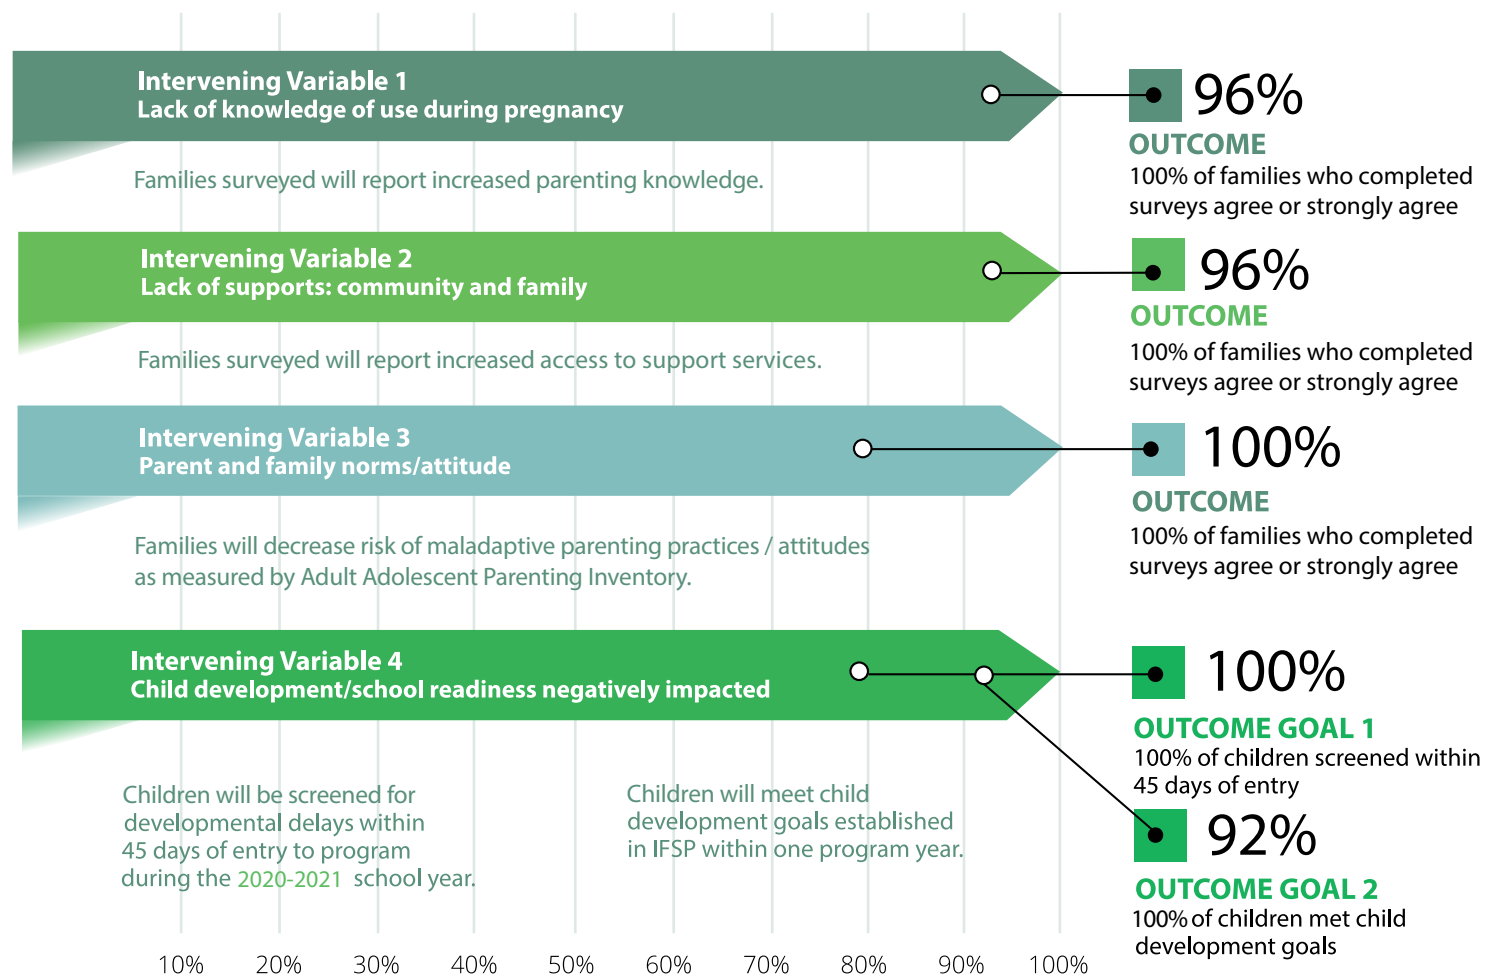 Intervening Variable 1
Lack of knowledge of use during pregnancy
96%
OUTCOME
100% of families who completed
surveys agree or strongly agree
Families surveyed will report increased parenting knowledge.
Intervening Variable 2
Lack of supports: community and family
96%
OUTCOME
100% of families who completed
surveys agree or strongly agree
Families surveyed will report increased access to support services.
Intervening Variable 3
Parent and family norms/attitude
100%
OUTCOME
100% of families who completed
surveys agree or strongly agree
Families will decrease risk of maladaptive parenting practices / attitudes
as measured by Adult Adolescent Parenting Inventory.
Intervening Variable 4
Child development/school readiness negatively impacted
100%
OUTCOME GOAL 1
100% of children screened within
45 days of entry
Children will be screened for
developmental delays within
45 days of entry to program
during the 2020-2021 school year.
Children will meet child
development goals established
in IFSP within one program year.
92%
OUTCOME GOAL 2
100% of children met child
development goals
10% 20% 30% 40% 50% 60% 70% 80% 90% 100%